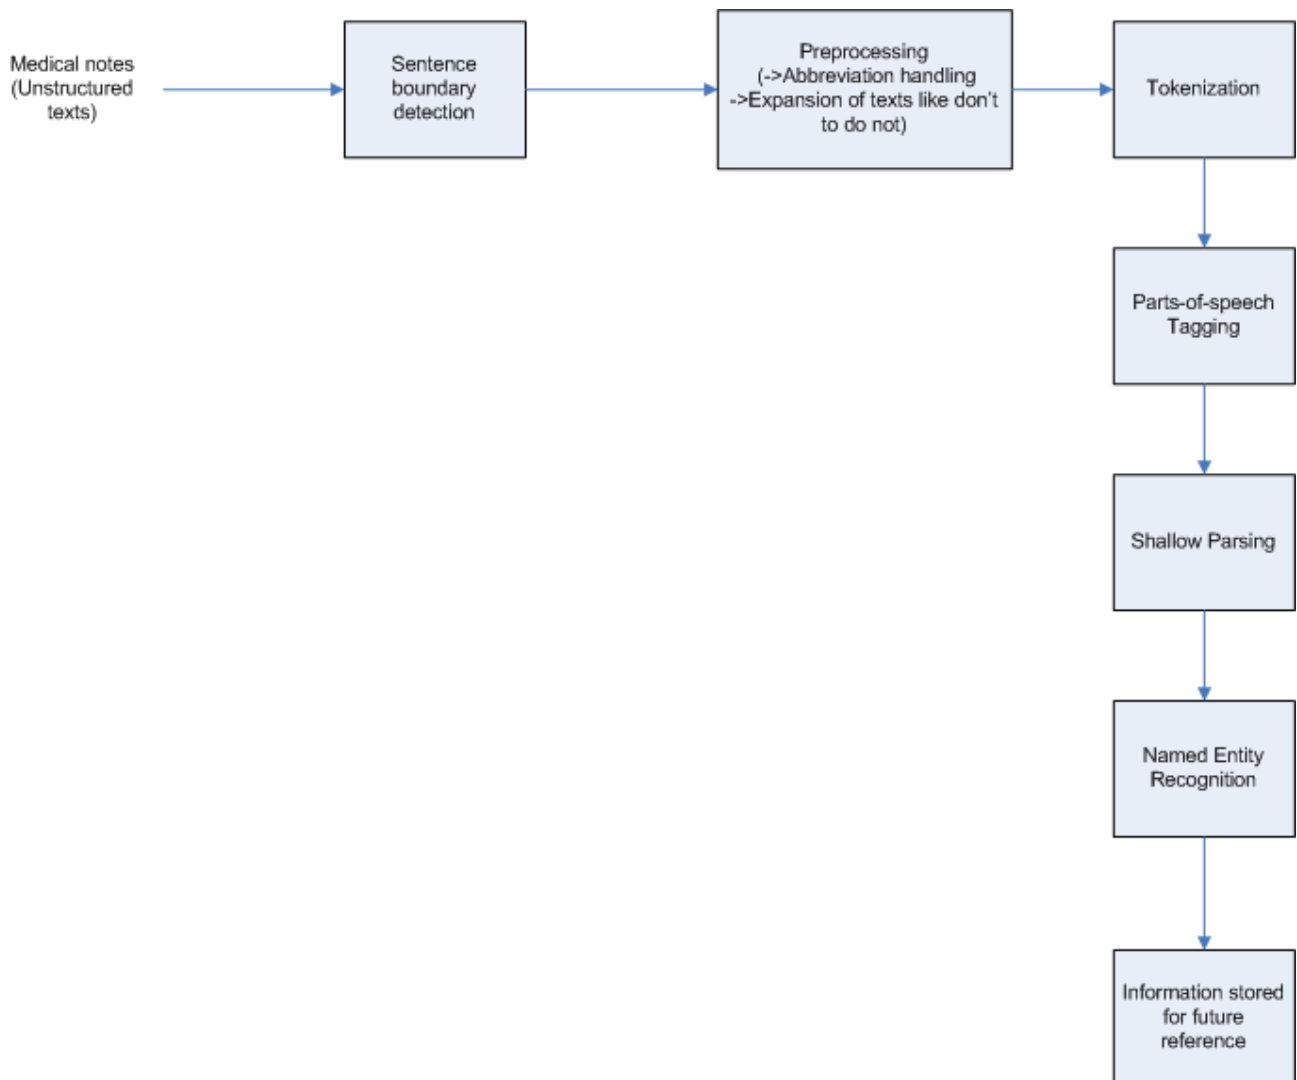 Medical notes
(Unstructured
texts)
Sentence
boundary
detection
Preprocessing
(->Abbreviation handling
->Expansion of texts like don't
to do not)
Tokenization
Parts-of-speech
Tagging
Shallow Parsing
Named Entity
Recognition
Information stored
for future
reference